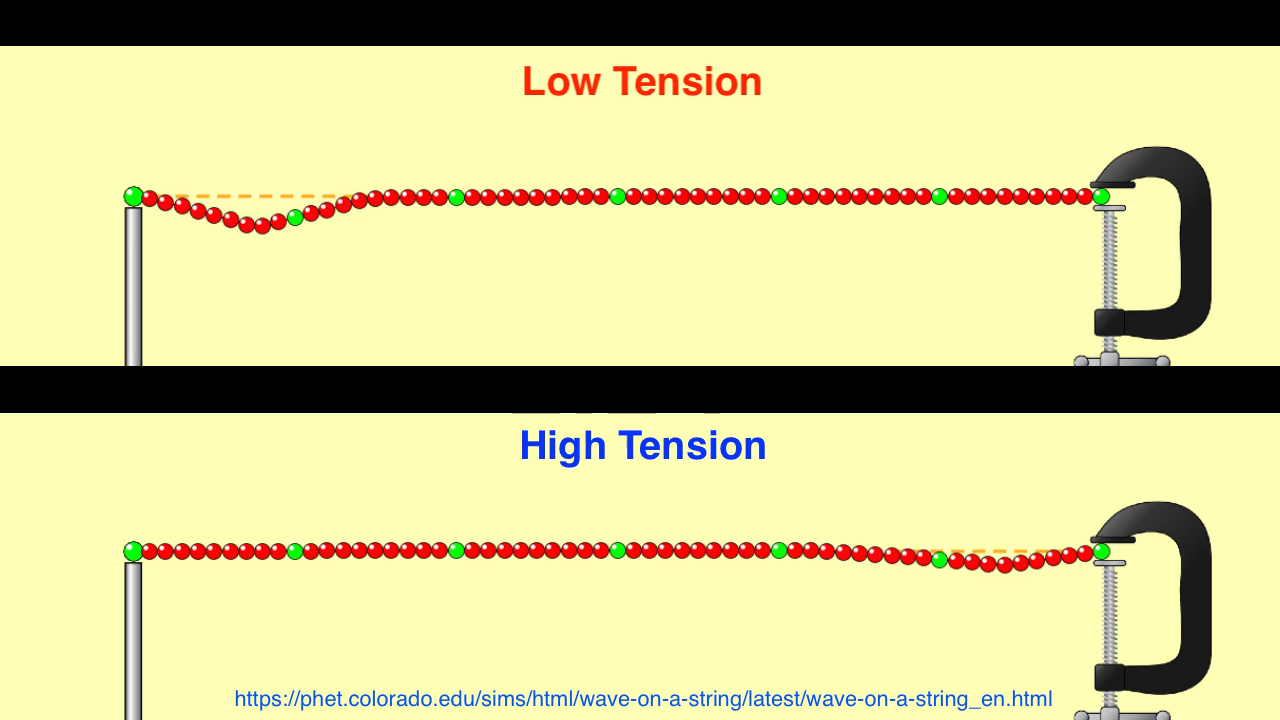 Low Tension
High Tension
https://phet.colorado.edu/sims/html/wave-on-a-string/latest/wave-on-a-string_en.html